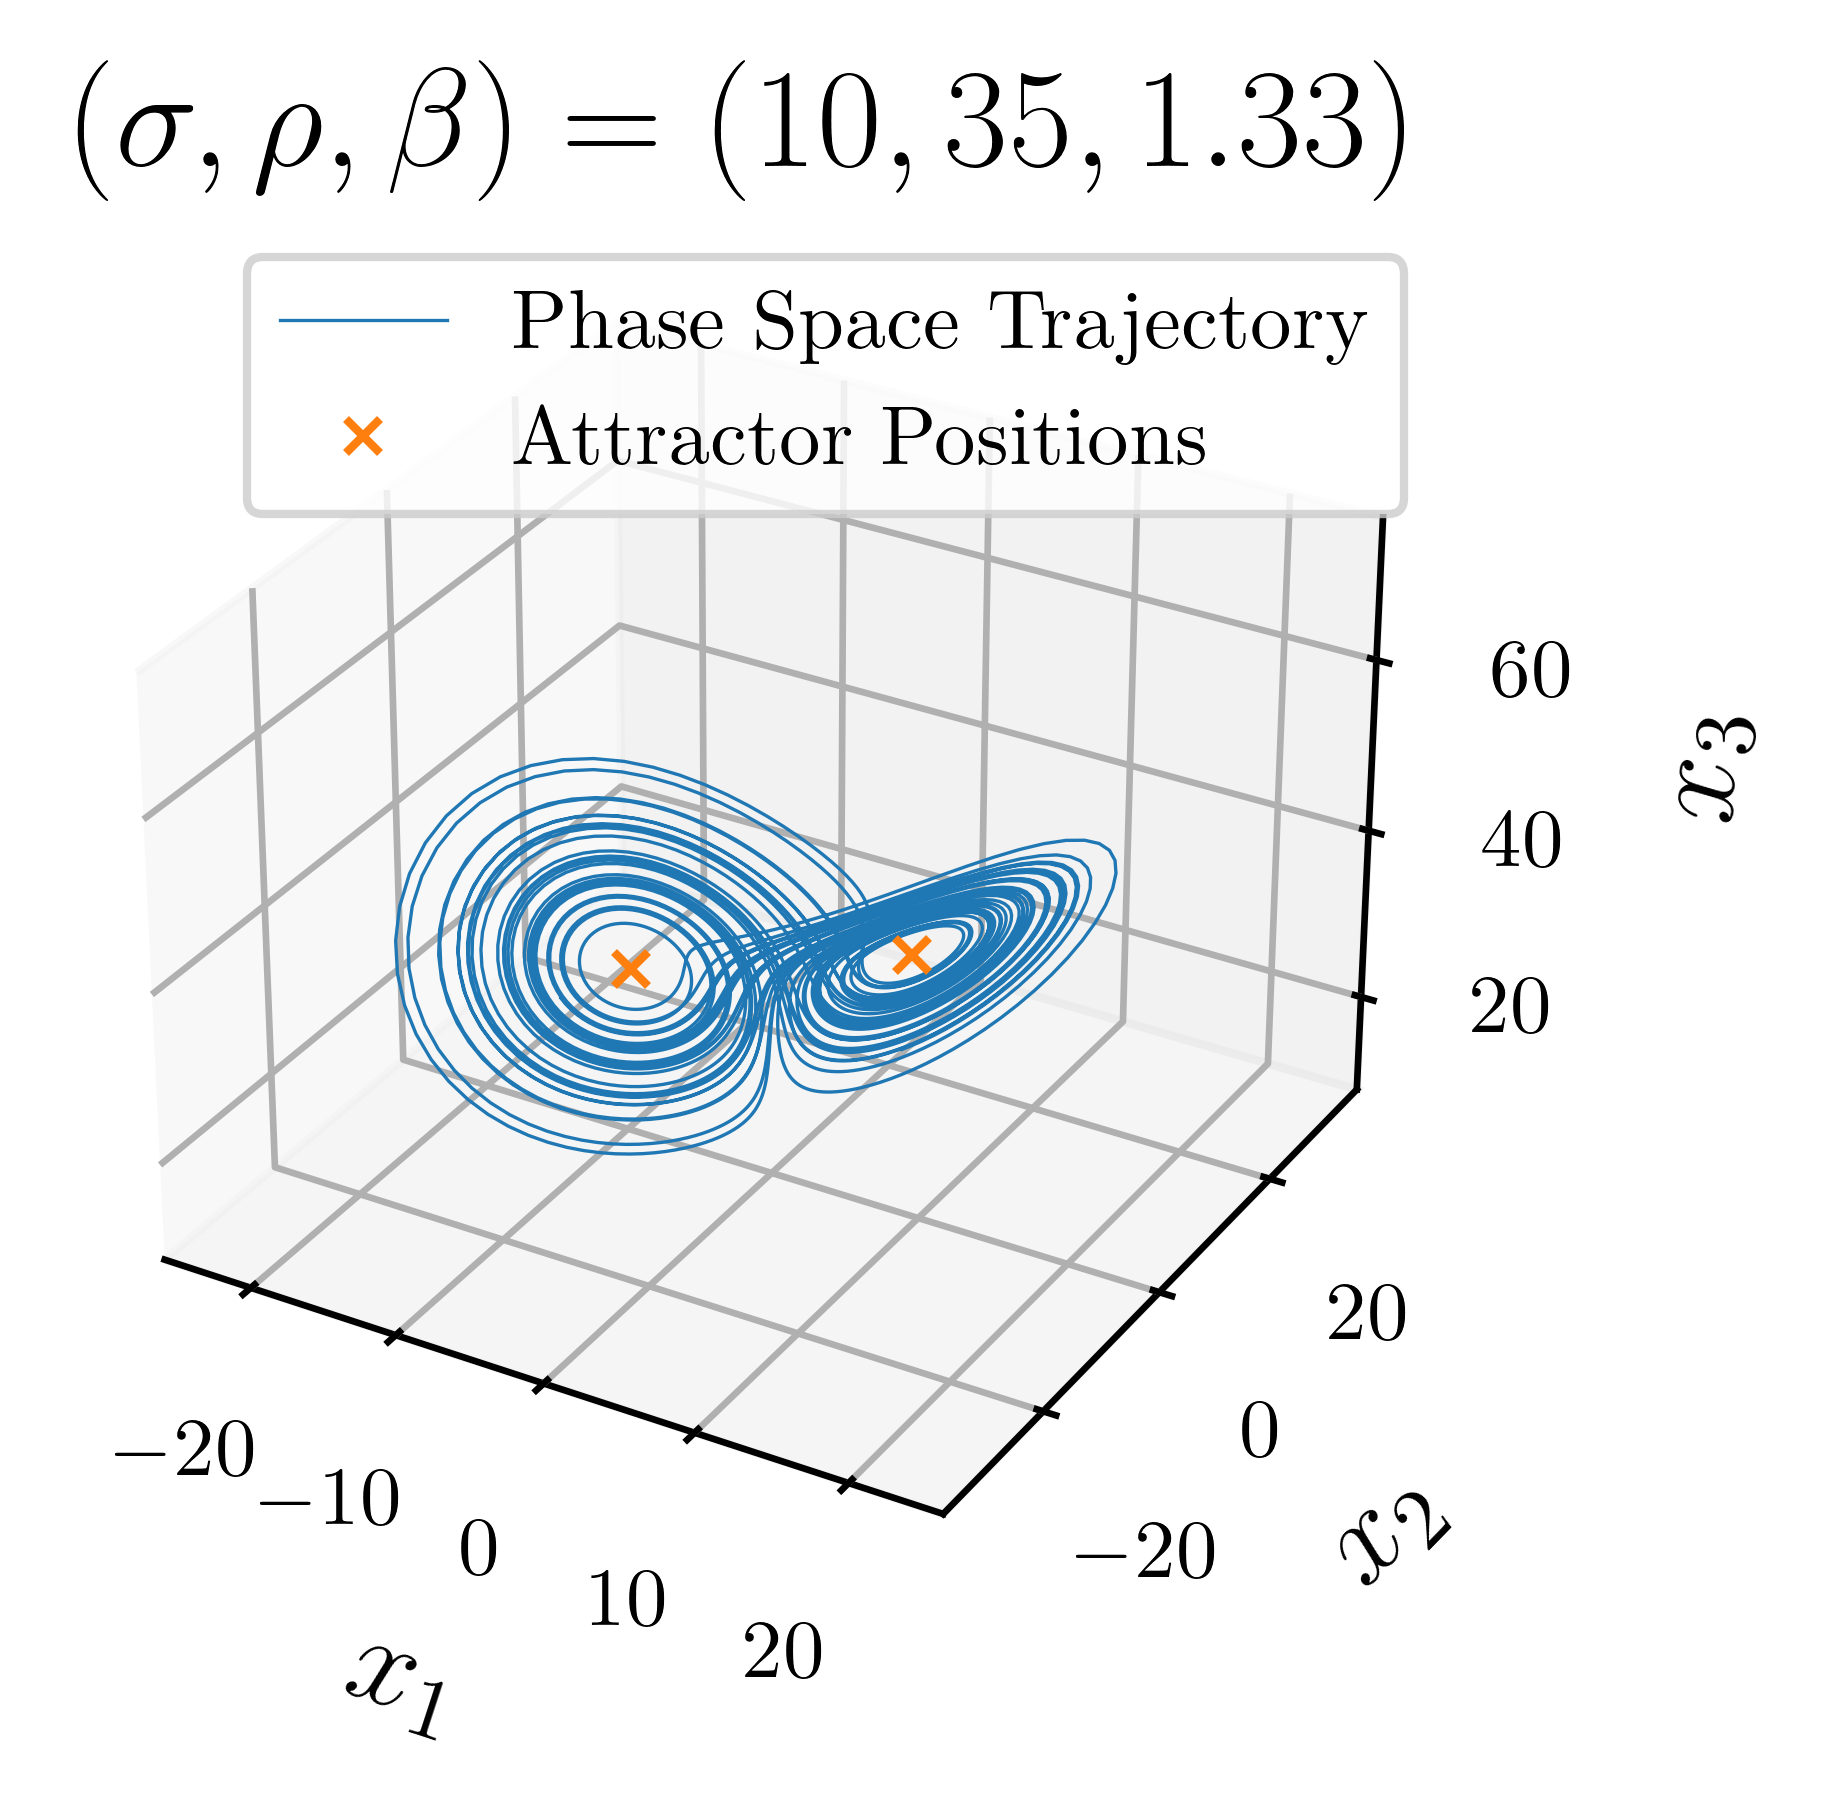 (σ, ρ, β) = (10, 35, 1.33)
Phase Space Trajectory
Attractor Positions
60
40
20
x₃
20
0
−20
x₂
−20
−10
0
10
20
x₁